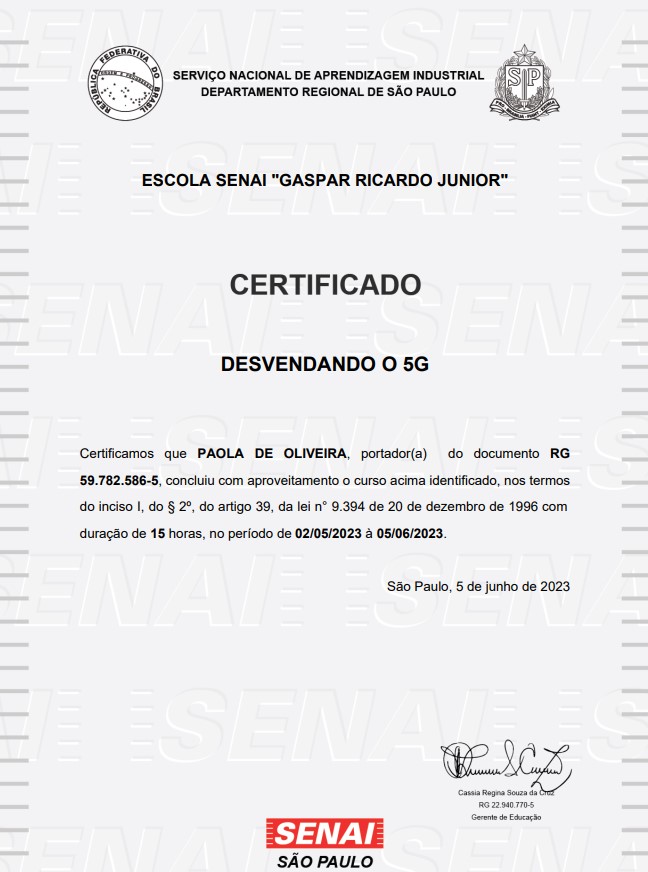 REPÚBLICA FEDERATIVA DO BRASIL
SERVIÇO NACIONAL DE APRENDIZAGEM INDUSTRIAL
DEPARTAMENTO REGIONAL DE SÃO PAULO
SP
ESCOLA SENAI "GASPAR RICARDO JUNIOR"
CERTIFICADO
DESVENDANDO O 5G
Certificamos que PAOLA DE OLIVEIRA, portador(a) do documento RG
59.782.586-5, concluiu com aproveitamento o curso acima identificado, nos termos
do inciso I, do § 2º, do artigo 39, da lei n° 9.394 de 20 de dezembro de 1996 com
duração de 15 horas, no período de 02/05/2023 à 05/06/2023.
São Paulo, 5 de junho de 2023
Cassia Regina Souza da Cruz
RG 22.940.770-5
Gerente de Educação
SENAI
SÃO PAULO